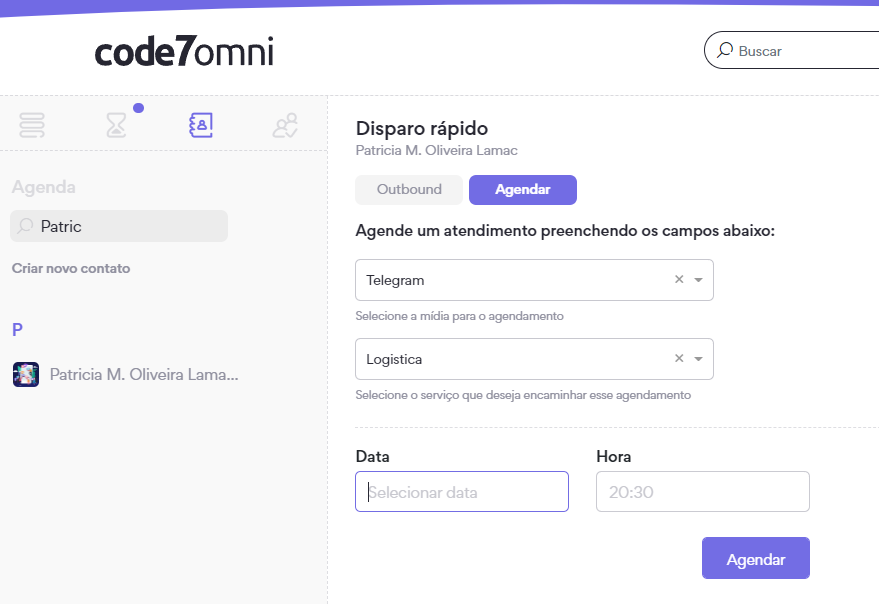 code7omni
Buscar
Agenda
Patric
Criar novo contato
P
Patricia M. Oliveira Lama...
Disparo rápido
Patricia M. Oliveira Lamac
Outbound
Agendar
Agende um atendimento preenchendo os campos abaixo:
Telegram
Selecione a mídia para o agendamento
Logistica
Selecione o serviço que deseja encaminhar esse agendamento
Data
Hora
Selecionar data
20:30
Agendar